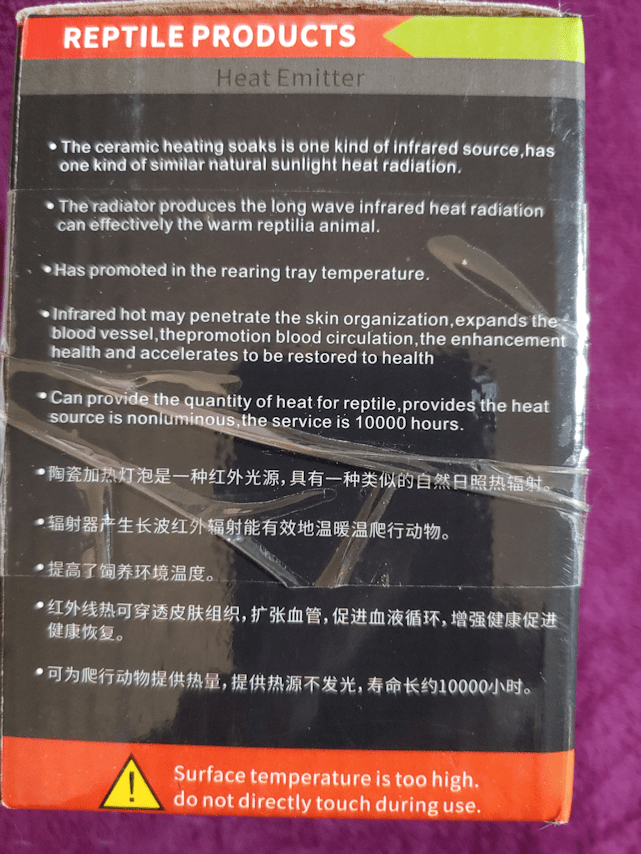 REPTILE PRODUCTS
Heat Emitter
• The ceramic heating soaks is one kind of infrared source,has
one kind of similar natural sunlight heat radiation.
• The radiator produces the long wave infrared heat radiation
can effectively the warm reptilia animal.
• Has promoted in the rearing tray temperature.
• Infrared hot may penetrate the skin organization,expands the
blood vessel,thepromotion blood circulation,the enhancement
health and accelerates to be restored to health
• Can provide the quantity of heat for reptile,provides the heat
source is nonluminous,the service is 10000 hours.
• 陶瓷加热灯泡是一种红外光源，具有一种类似的自然日照热辐射。
• 辐射器产生长波红外辐射能有效地温暖温爬行动物。
• 提高了饲养环境温度。
• 红外线热可穿透皮肤组织，扩张血管，促进血液循环，增强健康促进
健康恢复。
• 可为爬行动物提供热量，提供热源不发光，寿命长约10000小时。
Surface temperature is too high.
do not directly touch during use.